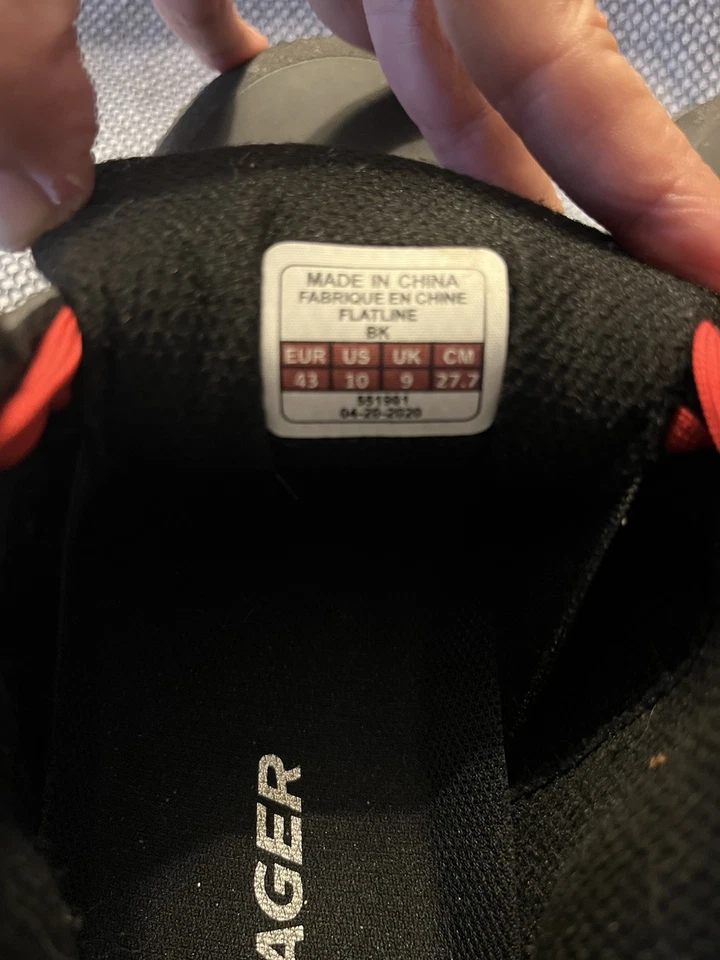 MADE IN CHINA
FABRIQUE EN CHINE
FLATLINE
BK
EUR US UK CM
43 10 9 27.7
551981
04-20-2020
AGER